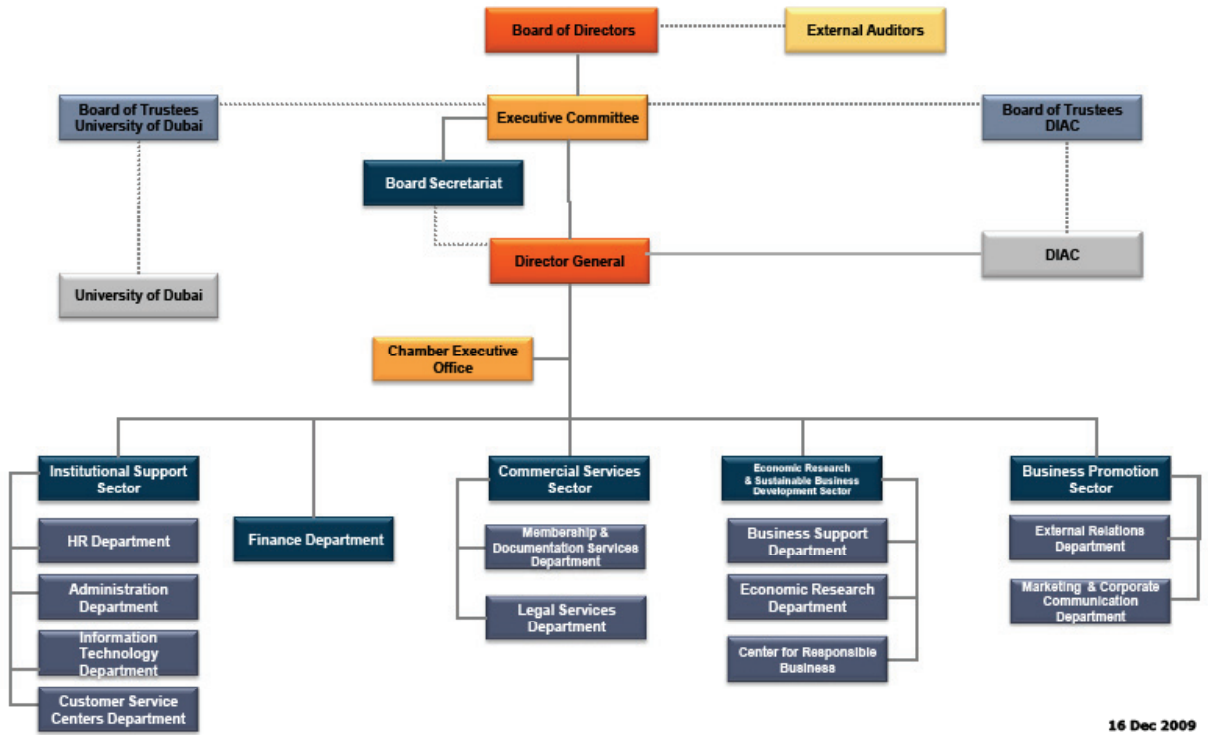 Board of Directors
External Auditors
Board of Trustees
University of Dubai
Executive Committee
Board of Trustees
DIAC
Board Secretariat
Director General
DIAC
University of Dubai
Chamber Executive
Office
Institutional Support
Sector
HR Department
Administration
Department
Information
Technology
Department
Customer Service
Centers Department
Finance Department
Commercial Services
Sector
Membership &
Documentation Services
Department
Legal Services
Department
Economic Research
& Sustainable Business
Development Sector
Business Support
Department
Economic Research
Department
Center for Responsible
Business
Business Promotion
Sector
External Relations
Department
Marketing & Corporate
Communication
Department
16 Dec 2009